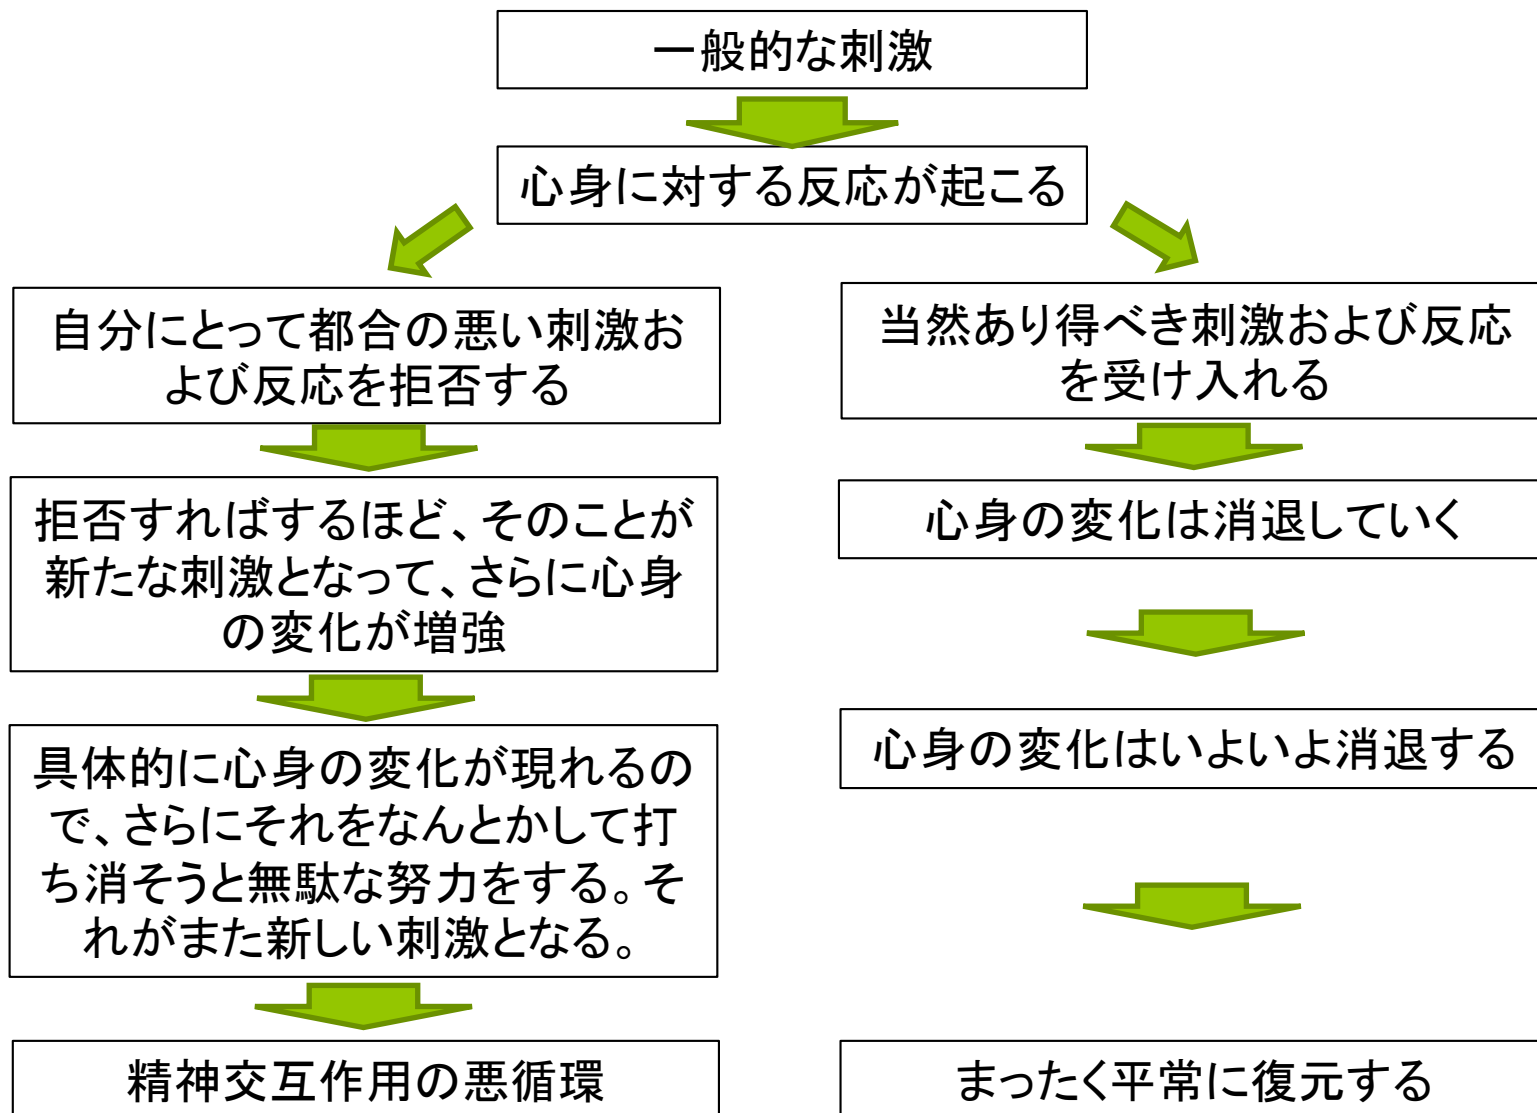 一般的な刺激
心身に対する反応が起こる
自分にとって都合の悪い刺激お
よび反応を拒否する
拒否すればするほど、そのことが
新たな刺激となって、さらに心身
の変化が増強
具体的に心身の変化が現れるの
で、さらにそれをなんとかして打
ち消そうと無駄な努力をする。そ
れがまた新しい刺激となる。
精神交互作用の悪循環
当然あり得べき刺激および反応
を受け入れる
心身の変化は消退していく
心身の変化はいよいよ消退する
まったく平常に復元する